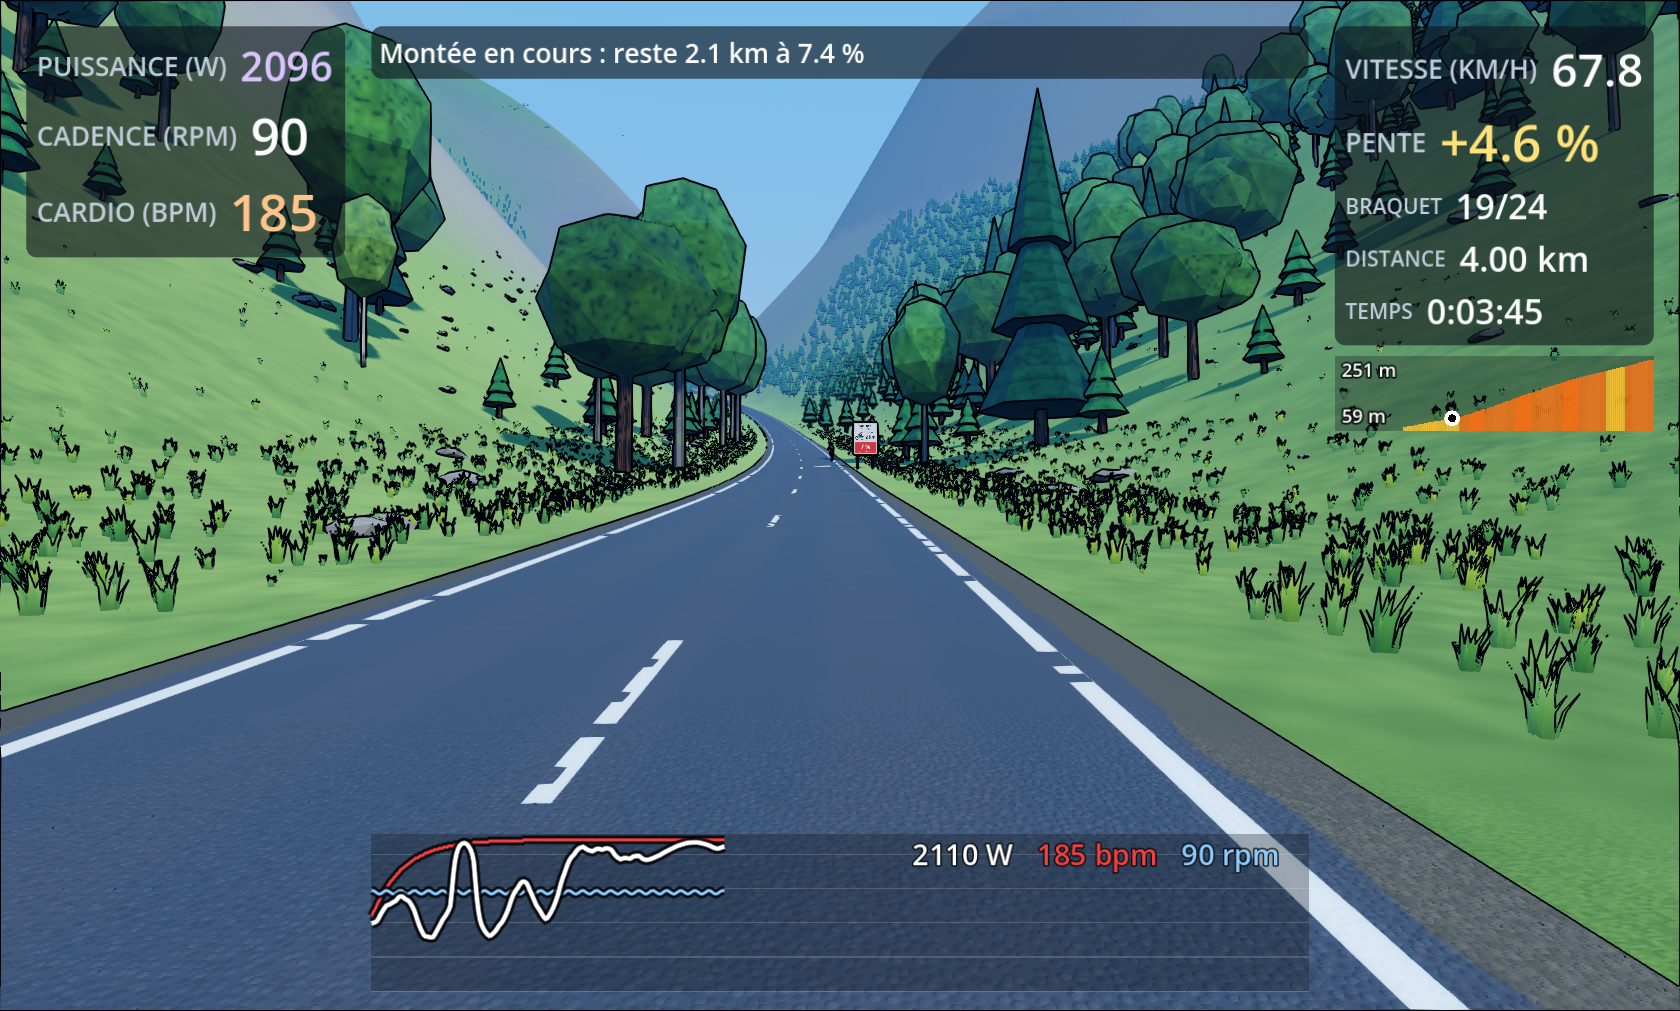 PUISSANCE (W) 2096
CADENCE (RPM) 90
CARDIO (BPM) 185
Montée en cours : reste 2.1 km à 7.4 %
VITESSE (KM/H) 67.8
PENTE +4.6 %
BRAQUET 19/24
DISTANCE 4.00 km
TEMPS 0:03:45
251 m
59 m
2110 W 185 bpm 90 rpm